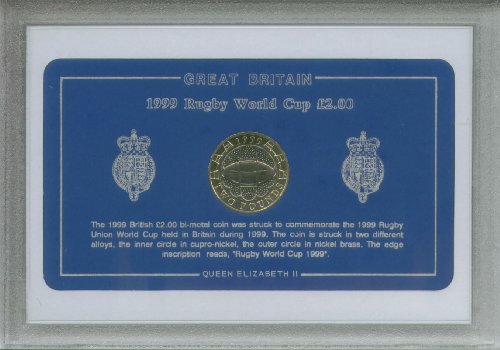 GREAT BRITAIN
1999 Rugby World Cup £2.00
1999
TWO POUNDS
The 1999 British £2.00 bi-metal coin was struck to commemorate the 1999 Rugby
Union World Cup held in Britain during 1999. The coin is struck in two different
alloys, the inner circle in cupro-nickel, the outer circle in nickel brass. The edge
inscription reads, "Rugby World Cup 1999".
QUEEN ELIZABETH II